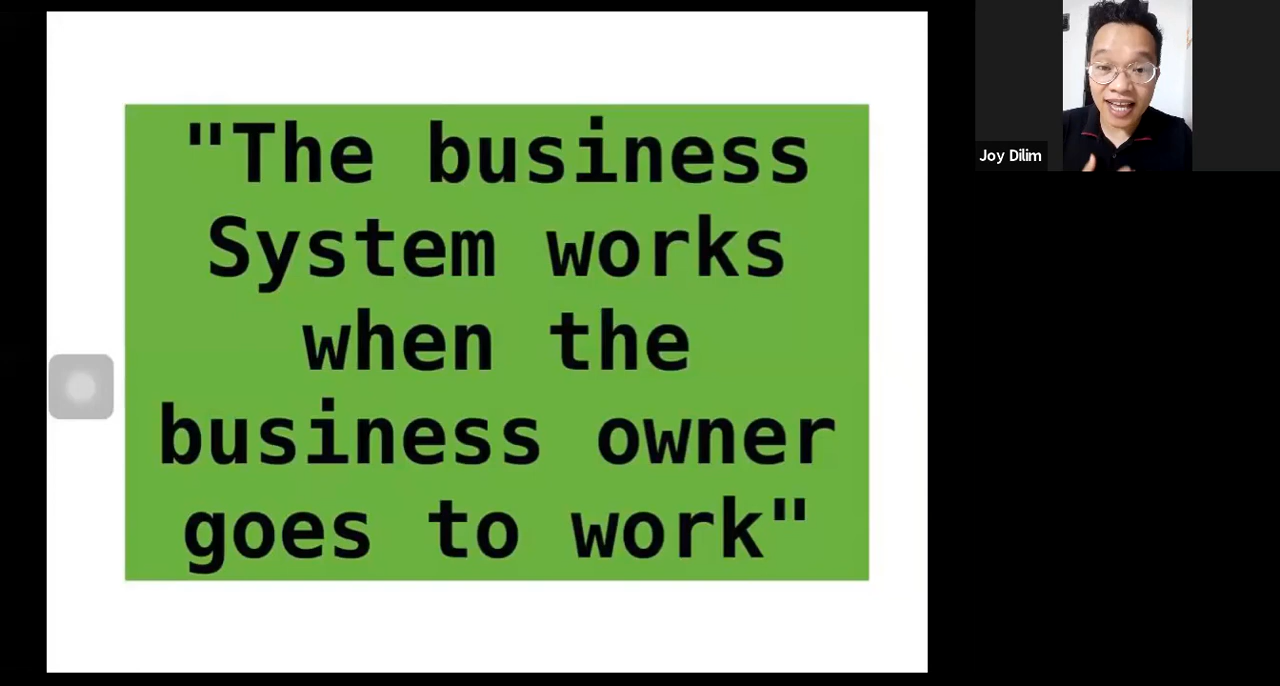 "The business
System works
when the
business owner
goes to work"
Joy Dilim